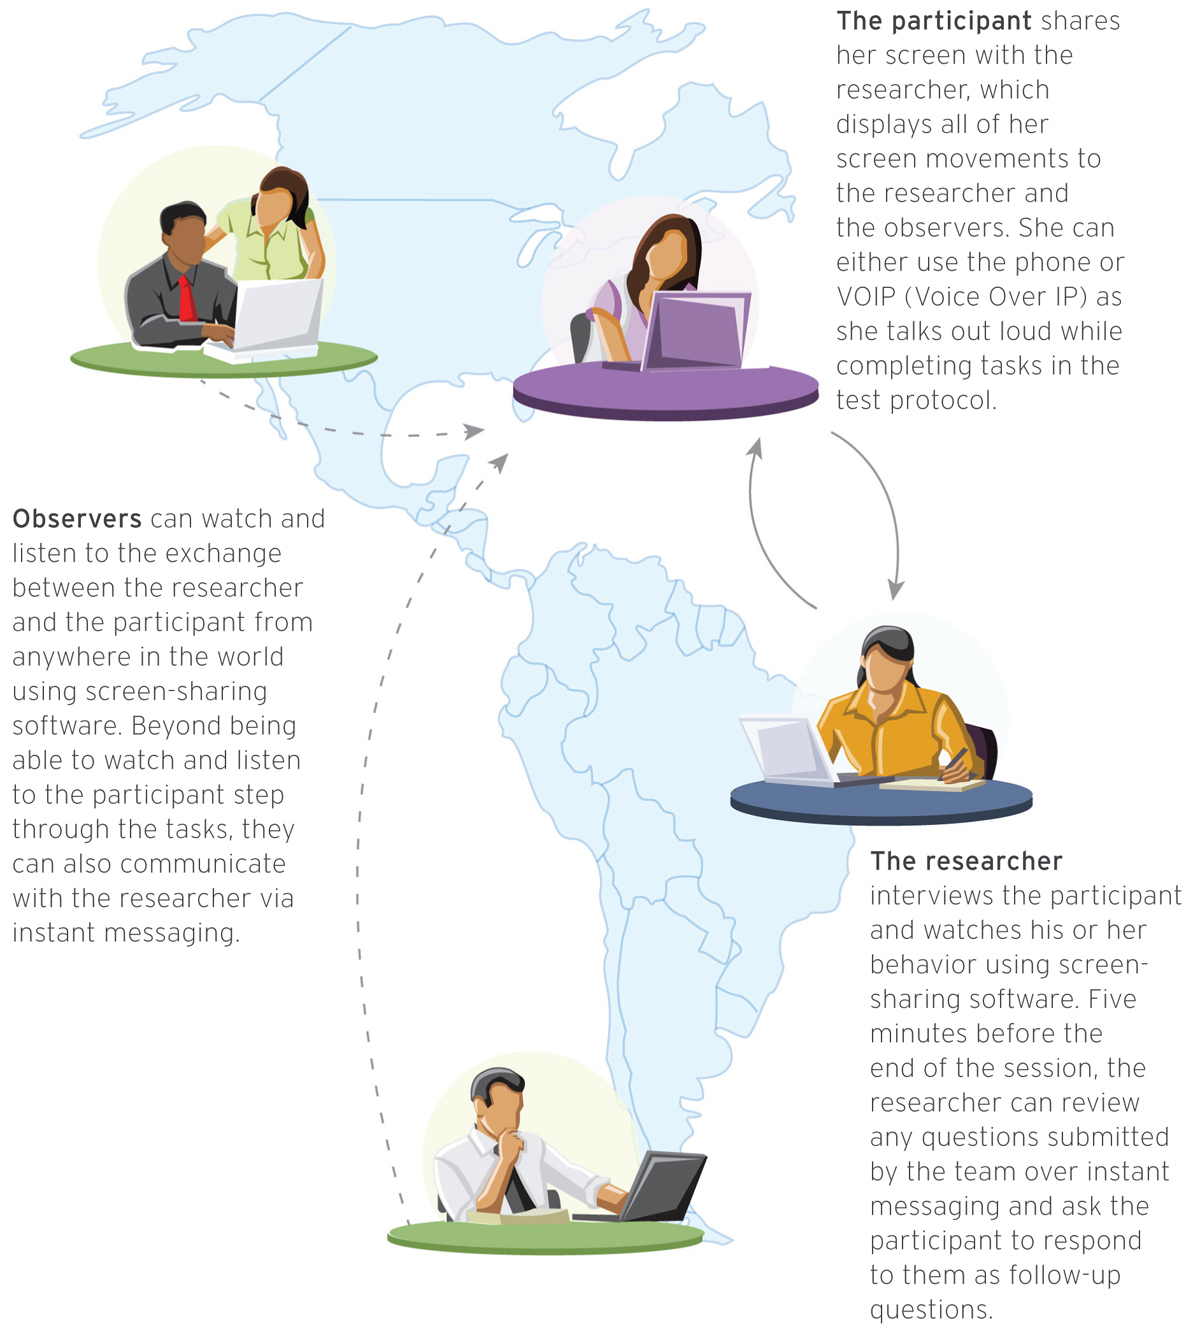 The participant shares
her screen with the
researcher, which
displays all of her
screen movements to
the researcher and
the observers. She can
either use the phone or
VOIP (Voice Over IP) as
she talks out loud while
completing tasks in the
test protocol.
Observers can watch and
listen to the exchange
between the researcher
and the participant from
anywhere in the world
using screen-sharing
software. Beyond being
able to watch and listen
to the participant step
through the tasks, they
can also communicate
with the researcher via
instant messaging.
The researcher
interviews the participant
and watches his or her
behavior using screen-
sharing software. Five
minutes before the
end of the session, the
researcher can review
any questions submitted
by the team over instant
messaging and ask the
participant to respond
to them as follow-up
questions.